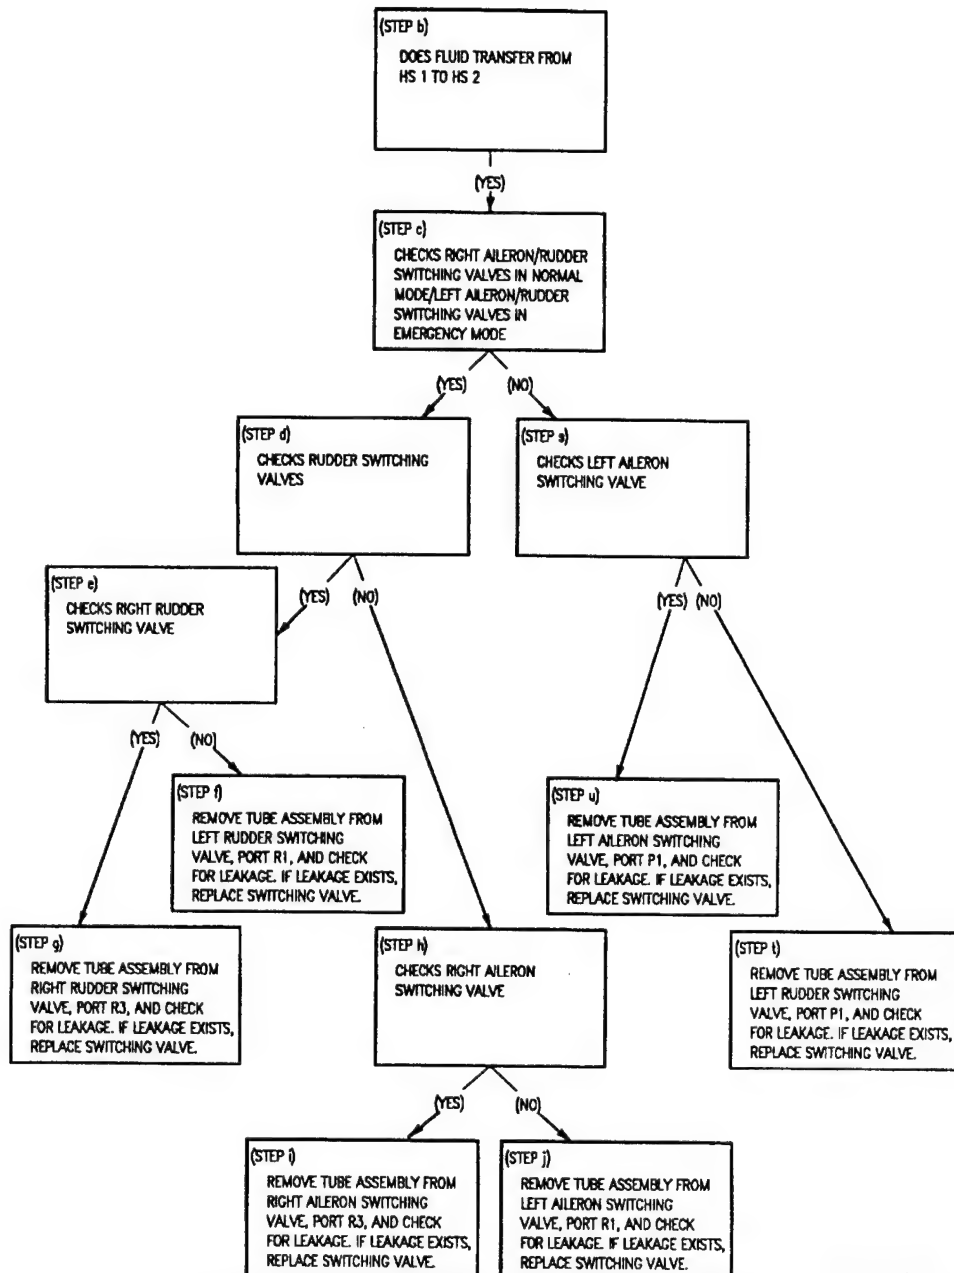 (STEP b)
DOES FLUID TRANSFER FROM
HS 1 TO HS 2
(YES)
(STEP c)
CHECKS RIGHT AILERON/RUDDER
SWITCHING VALVES IN NORMAL
MODE/LEFT AILERON/RUDDER
SWITCHING VALVES IN
EMERGENCY MODE
(YES) (NO)
(STEP d)
CHECKS RUDDER SWITCHING
VALVES
(STEP s)
CHECKS LEFT AILERON
SWITCHING VALVE
(YES) (NO)
(YES) (NO)
(STEP e)
CHECKS RIGHT RUDDER
SWITCHING VALVE
(YES) (NO)
(STEP f)
REMOVE TUBE ASSEMBLY FROM
LEFT RUDDER SWITCHING
VALVE, PORT R1, AND CHECK
FOR LEAKAGE. IF LEAKAGE EXISTS,
REPLACE SWITCHING VALVE.
(STEP u)
REMOVE TUBE ASSEMBLY FROM
LEFT AILERON SWITCHING
VALVE, PORT P1, AND CHECK
FOR LEAKAGE. IF LEAKAGE EXISTS,
REPLACE SWITCHING VALVE.
(STEP g)
REMOVE TUBE ASSEMBLY FROM
RIGHT RUDDER SWITCHING
VALVE, PORT R3, AND CHECK
FOR LEAKAGE. IF LEAKAGE EXISTS,
REPLACE SWITCHING VALVE.
(STEP h)
CHECKS RIGHT AILERON
SWITCHING VALVE
(STEP t)
REMOVE TUBE ASSEMBLY FROM
LEFT RUDDER SWITCHING
VALVE, PORT P1, AND CHECK
FOR LEAKAGE. IF LEAKAGE EXISTS,
REPLACE SWITCHING VALVE.
(YES) (NO)
(STEP i)
REMOVE TUBE ASSEMBLY FROM
RIGHT AILERON SWITCHING
VALVE, PORT R3, AND CHECK
FOR LEAKAGE. IF LEAKAGE EXISTS,
REPLACE SWITCHING VALVE.
(STEP j)
REMOVE TUBE ASSEMBLY FROM
LEFT AILERON SWITCHING
VALVE, PORT R1, AND CHECK
FOR LEAKAGE. IF LEAKAGE EXISTS,
REPLACE SWITCHING VALVE.